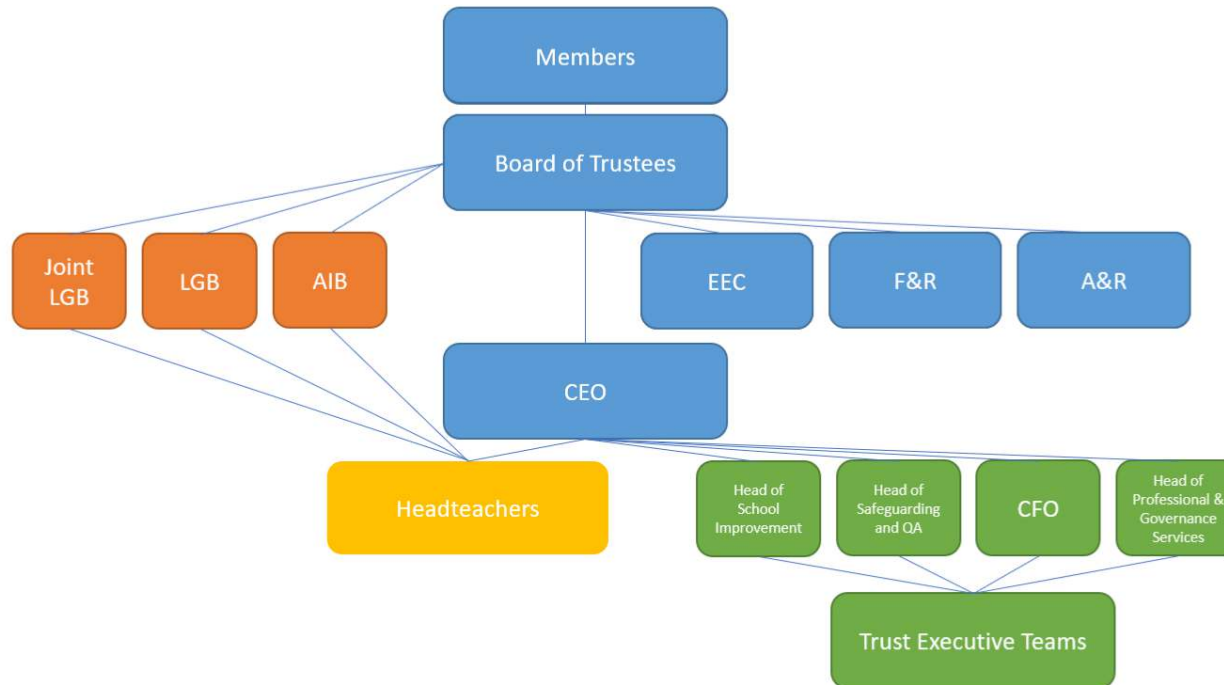 Members
Board of Trustees
Joint
LGB
LGB
AIB
EEC
F&R
A&R
CEO
Headteachers
Head of
School
Improvement
Head of
Safeguarding
and QA
CFO
Head of
Professional &
Governance
Services
Trust Executive Teams